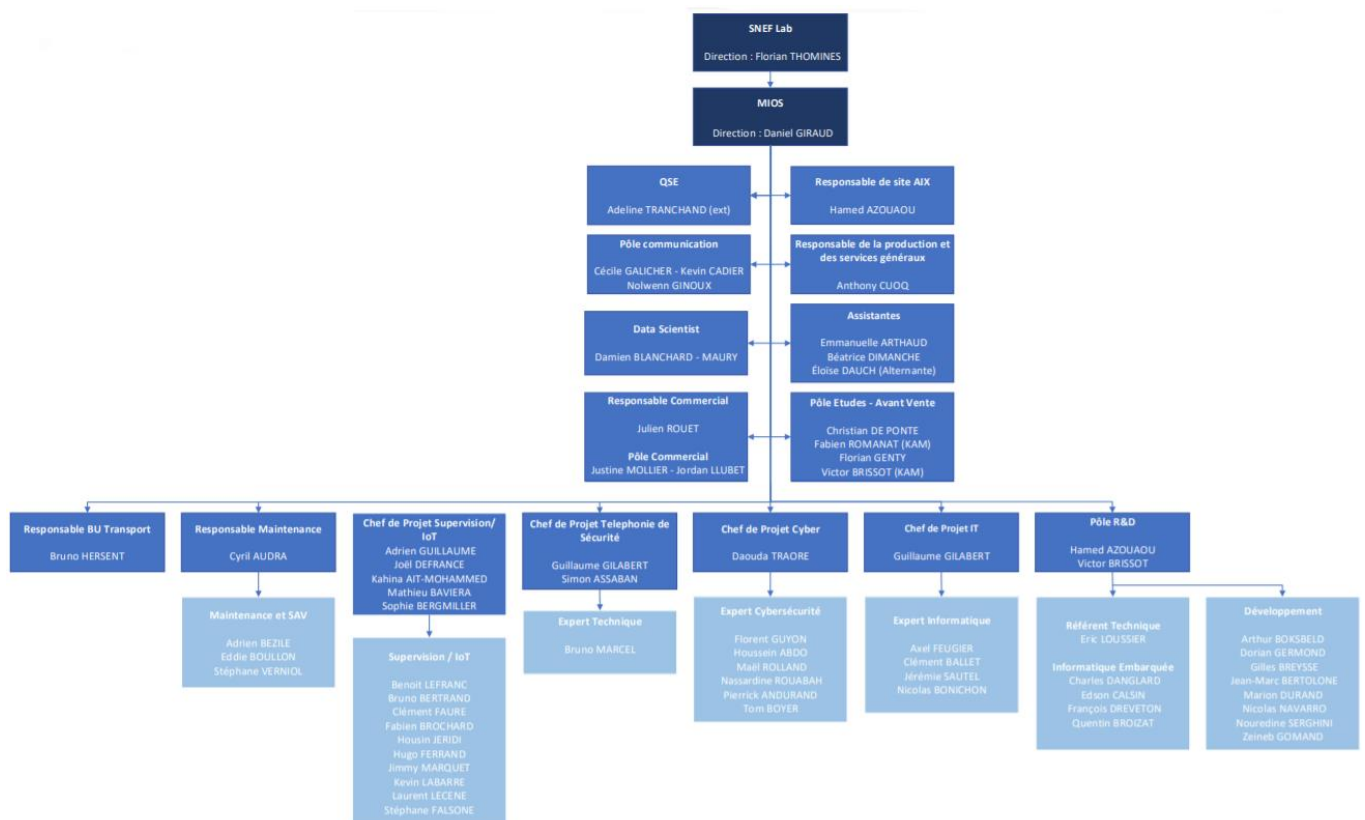 SNEF Lab
Direction : Florian THOMINES
MIOS
Direction : Daniel GIRAUD
QSE
Adeline TRANCHAND (ext)
Responsable de site AIX
Hamed AZOUAOU
Pôle communication
Cécile GALICHER - Kevin CADIER
Nolwenn GINOUX
Responsable de la production et
des services généraux
Anthony CUOQ
Data Scientist
Damien BLANCHARD - MAURY
Assistantes
Emmanuelle ARTHAUD
Béatrice DIMANCHE
Éloïse DAUCH (Alternante)
Responsable Commercial
Julien ROUET
Pôle Commercial
Justine MOLLIER - Jordan LLUBET
Pôle Etudes - Avant Vente
Christian DE PONTE
Fabien ROMANAT (KAM)
Florian GENTY
Victor BRISSOT (KAM)
Responsable BU Transport
Bruno HERSENT
Responsable Maintenance
Cyril AUDRA
Maintenance et SAV
Adrien BEZILE
Eddie BOULLON
Stéphane VERNIOL
Chef de Projet Supervision/
IoT
Adrien GUILLAUME
Joël DEFRANCE
Kahina AIT-MOHAMMED
Mathieu BAVIERA
Sophie BERGMILLER
Supervision / IoT
Benoit LEFRANC
Bruno BERTRAND
Clément FAURE
Fabien BROCHARD
Housin JERIDI
Hugo FERRAND
Jimmy MARQUET
Kevin LABARRE
Laurent LECENE
Stéphane FALSONE
Chef de Projet Telephonie de
Sécurité
Guillaume GILABERT
Simon ASSABAN
Expert Technique
Bruno MARCEL
Chef de Projet Cyber
Daouda TRAORE
Expert Cybersécurité
Florent GUYON
Houssein ABDO
Maël ROLLAND
Nassardine ROUABAH
Pierrick ANDURAND
Tom BOYER
Chef de Projet IT
Guillaume GILABERT
Expert Informatique
Axel FEUGIER
Clément BALLET
Jérémie SAUTEL
Nicolas BONICHON
Pôle R&D
Hamed AZOUAOU
Victor BRISSOT
Référent Technique
Eric LOUSSIER
Informatique Embarquée
Charles DANGLARD
Edson CALSIN
François DREVETON
Quentin BROIZAT
Développement
Arthur BOKSBELD
Dorian GERMOND
Gilles BREYSSE
Jean-Marc BERTOLONE
Marion DURAND
Nicolas NAVARRO
Nouredine SERGHINI
Zeineb GOMAND